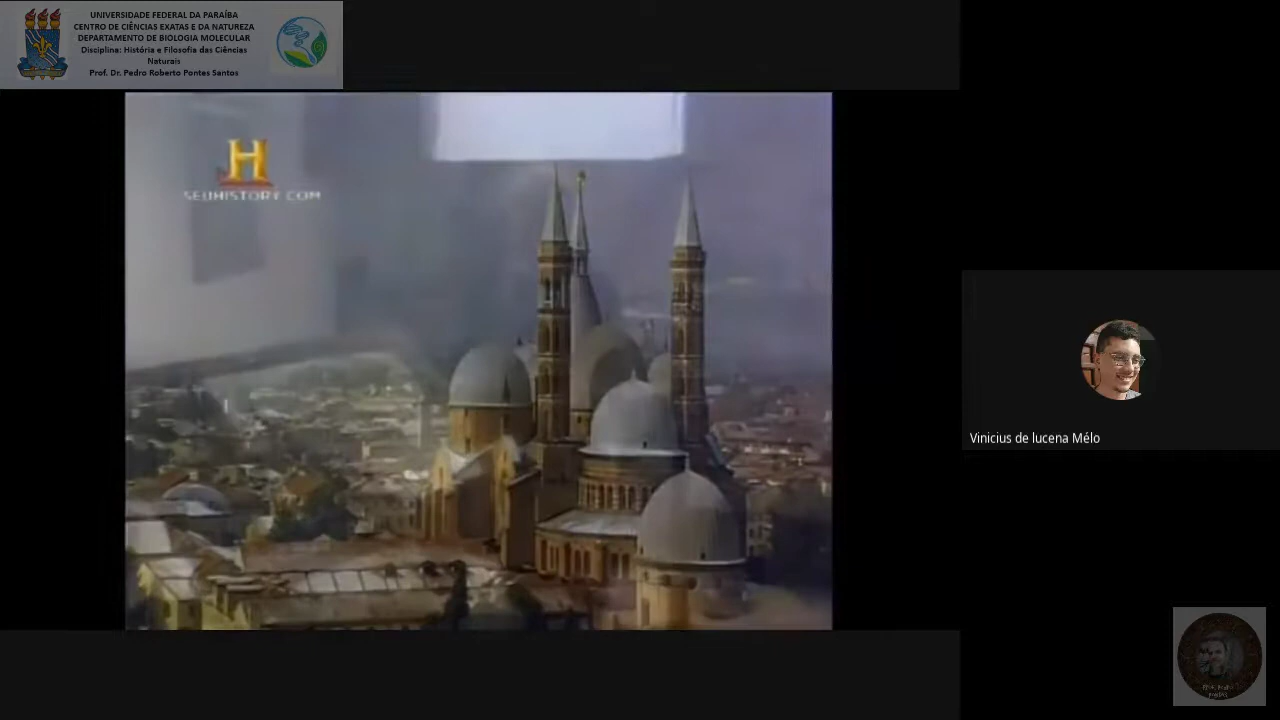 UNIVERSIDADE FEDERAL DA PARAÍBA
CENTRO DE CIÊNCIAS EXATAS E DA NATUREZA
DEPARTAMENTO DE BIOLOGIA MOLECULAR
Disciplina: História e Filosofia das Ciências
Naturais
Prof. Dr. Pedro Roberto Pontes Santos
H
SEUHISTORY.COM
Vinicius de lucena Mélo